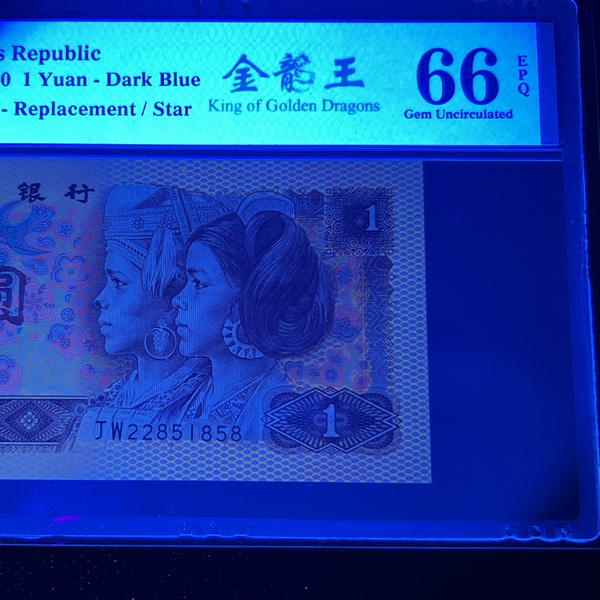 s Republic
0 1 Yuan - Dark Blue
- Replacement / Star
金龍王
King of Golden Dragons
66
EPQ
Gem Uncirculated
银行
1
圆
1
JW22851858